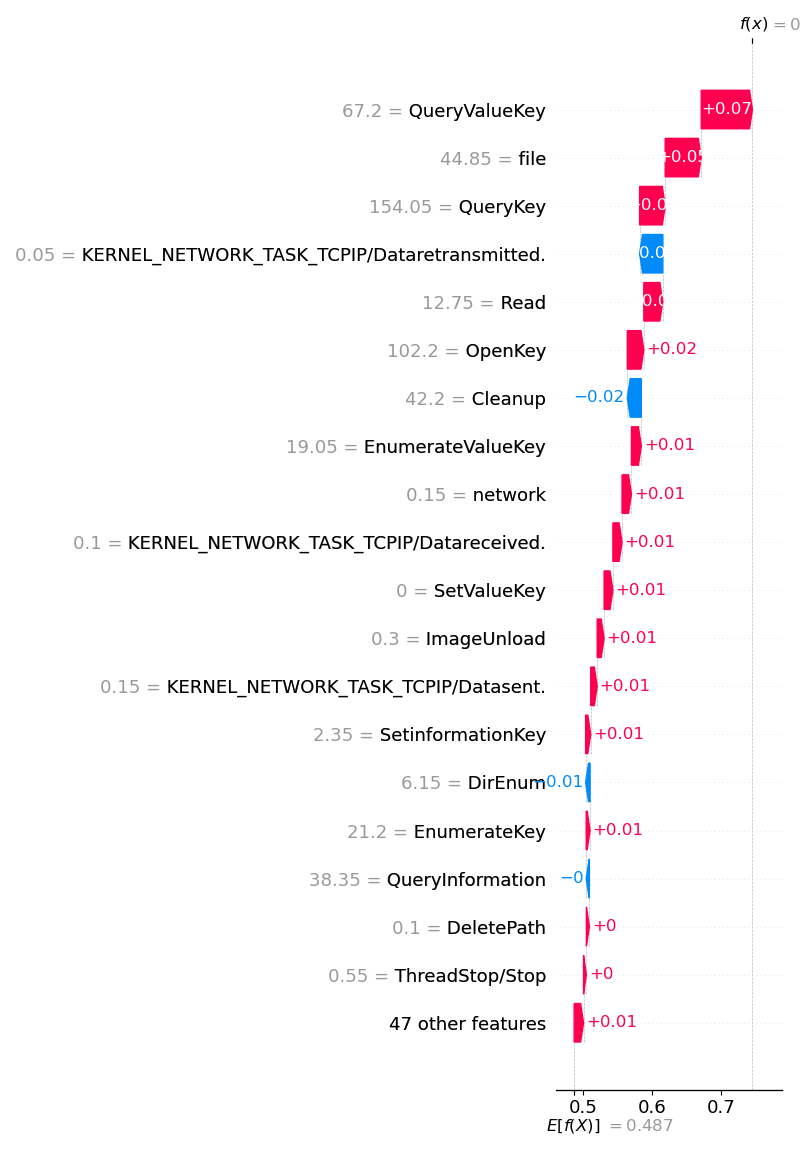 f(x) = 0
67.2 = QueryValueKey
+0.07
44.85 = file
+0.05
154.05 = QueryKey
0.05 = KERNEL_NETWORK_TASK_TCPIP/Dataretransmitted.
12.75 = Read
102.2 = OpenKey
+0.02
42.2 = Cleanup
−0.02
19.05 = EnumerateValueKey
+0.01
0.15 = network
+0.01
0.1 = KERNEL_NETWORK_TASK_TCPIP/Datareceived.
+0.01
0 = SetValueKey
+0.01
0.3 = ImageUnload
+0.01
0.15 = KERNEL_NETWORK_TASK_TCPIP/Datasent.
+0.01
2.35 = SetinformationKey
+0.01
6.15 = DirEnum
−0.01
21.2 = EnumerateKey
+0.01
38.35 = QueryInformation
−0
0.1 = DeletePath
+0
0.55 = ThreadStop/Stop
+0
47 other features
+0.01
0.5 0.6 0.7
E[f(X)] = 0.487